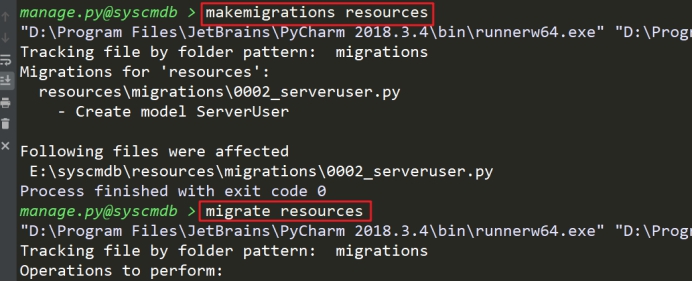 manage.py@syscmdb > makemigrations resources
"D:\Program Files\JetBrains\PyCharm 2018.3.4\bin\runnerw64.exe" "D:\Prog
Tracking file by folder pattern:  migrations
Migrations for 'resources':
  resources\migrations\0002_serveruser.py
    - Create model ServerUser
Following files were affected
 E:\syscmdb\resources\migrations\0002_serveruser.py
Process finished with exit code 0
manage.py@syscmdb > migrate resources
"D:\Program Files\JetBrains\PyCharm 2018.3.4\bin\runnerw64.exe" "D:\Prog
Tracking file by folder pattern:  migrations
Operations to perform: